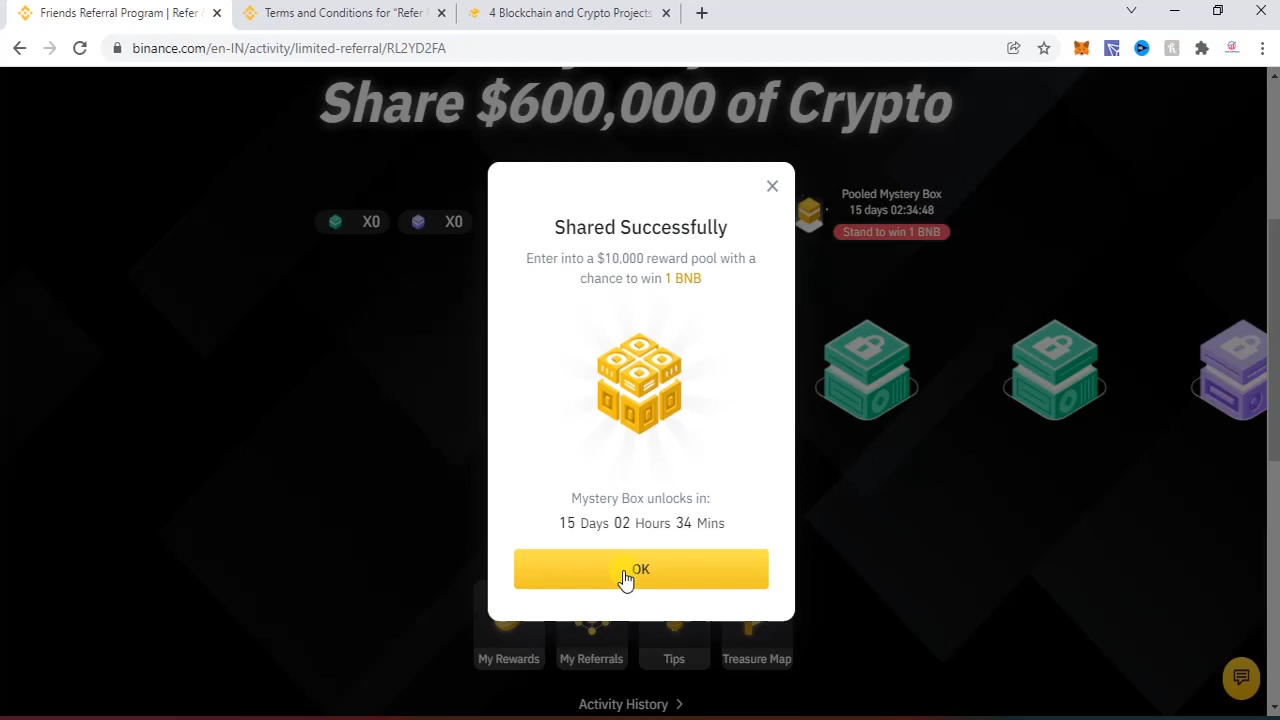 Friends Referral Program | Refer
Terms and Conditions for "Refer
4 Blockchain and Crypto Projects
binance.com/en-IN/activity/limited-referral/RL2YD2FA
Share $600,000 of Crypto
X0
X0
Pooled Mystery Box
15 days 02:34:48
Stand to win 1 BNB
Shared Successfully
Enter into a $10,000 reward pool with a
chance to win 1 BNB
Mystery Box unlocks in:
15 Days 02 Hours 34 Mins
OK
My Rewards
My Referrals
Tips
Treasure Map
Activity History